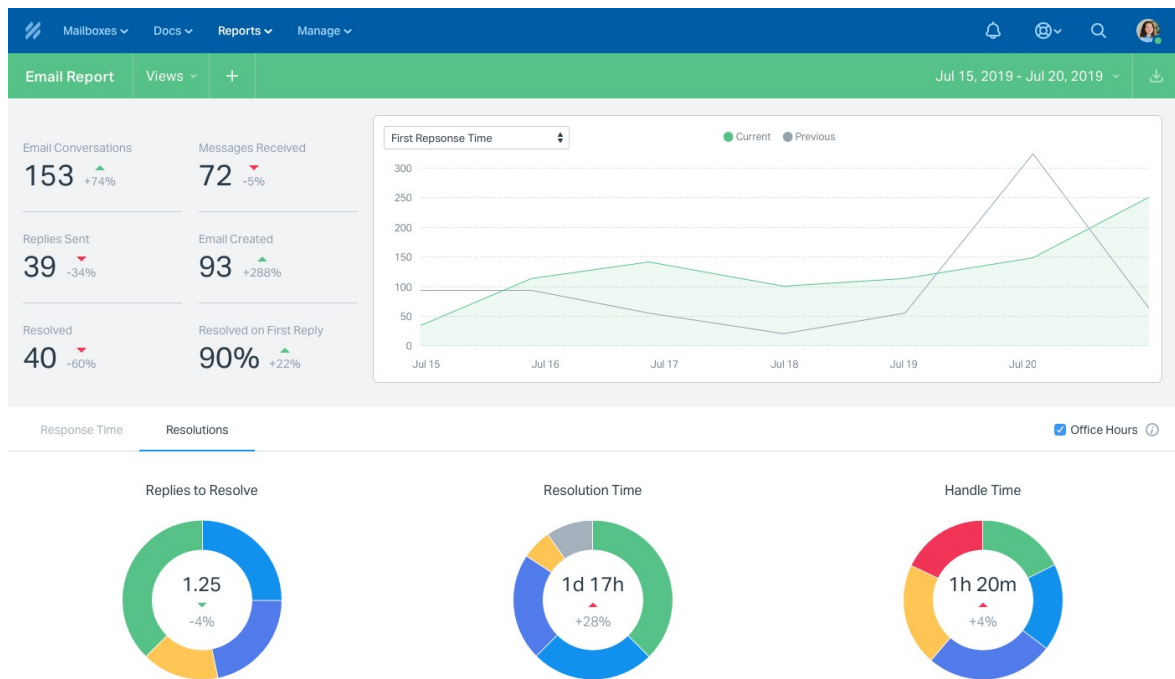 Mailboxes Docs Reports Manage
Email Report Views + Jul 15, 2019 - Jul 20, 2019
Email Conversations
153 +74%
Messages Received
72 -5%
Replies Sent
39 -34%
Email Created
93 +288%
Resolved
40 -60%
Resolved on First Reply
90% +22%
First Repsonse Time
Current Previous
300
250
200
150
100
50
0
Jul 15 Jul 16 Jul 17 Jul 18 Jul 19 Jul 20
Response Time Resolutions Office Hours i
Replies to Resolve
1.25
-4%
Resolution Time
1d 17h
+28%
Handle Time
1h 20m
+4%